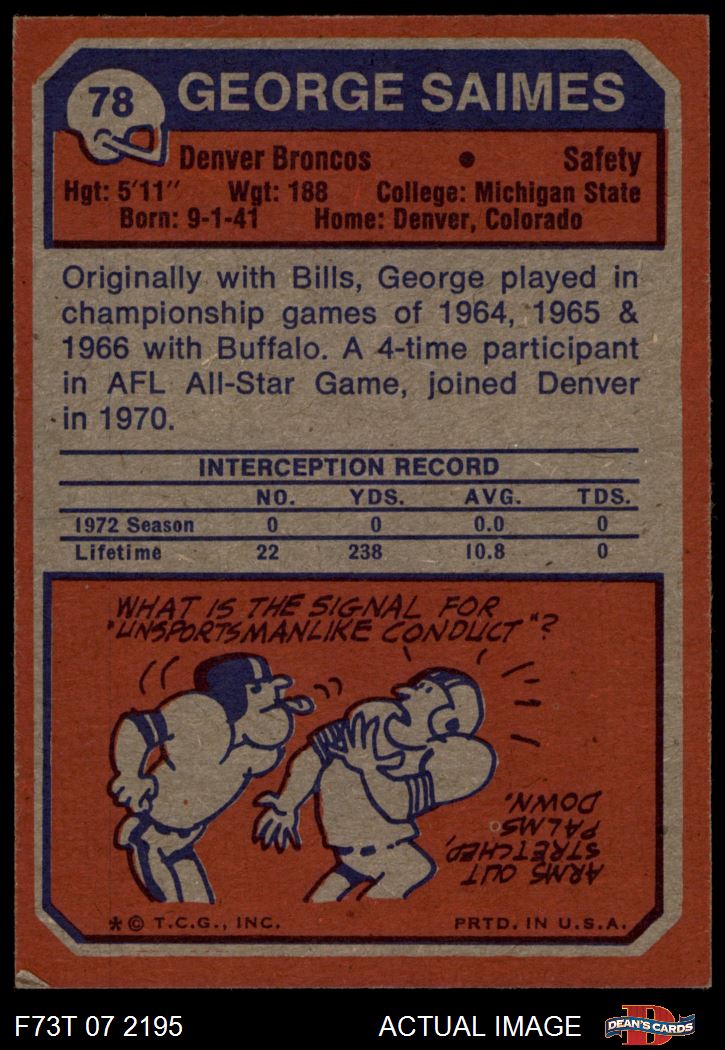 78
GEORGE SAIMES
Denver Broncos • Safety
Hgt: 5'11" Wgt: 188 College: Michigan State
Born: 9-1-41 Home: Denver, Colorado
Originally with Bills, George played in
championship games of 1964, 1965 &
1966 with Buffalo. A 4-time participant
in AFL All-Star Game, joined Denver
in 1970.
INTERCEPTION RECORD
NO. YDS. AVG. TDS.
1972 Season 0 0 0.0 0
Lifetime 22 238 10.8 0
WHAT IS THE SIGNAL FOR
"UNSPORTSMANLIKE CONDUCT"?
ARMS OUT
STRETCHED,
PALMS
DOWN.
* © T.C.G., INC. PRTD. IN U.S.A.
F73T 07 2195 ACTUAL IMAGE
D
DEAN'S CARDS